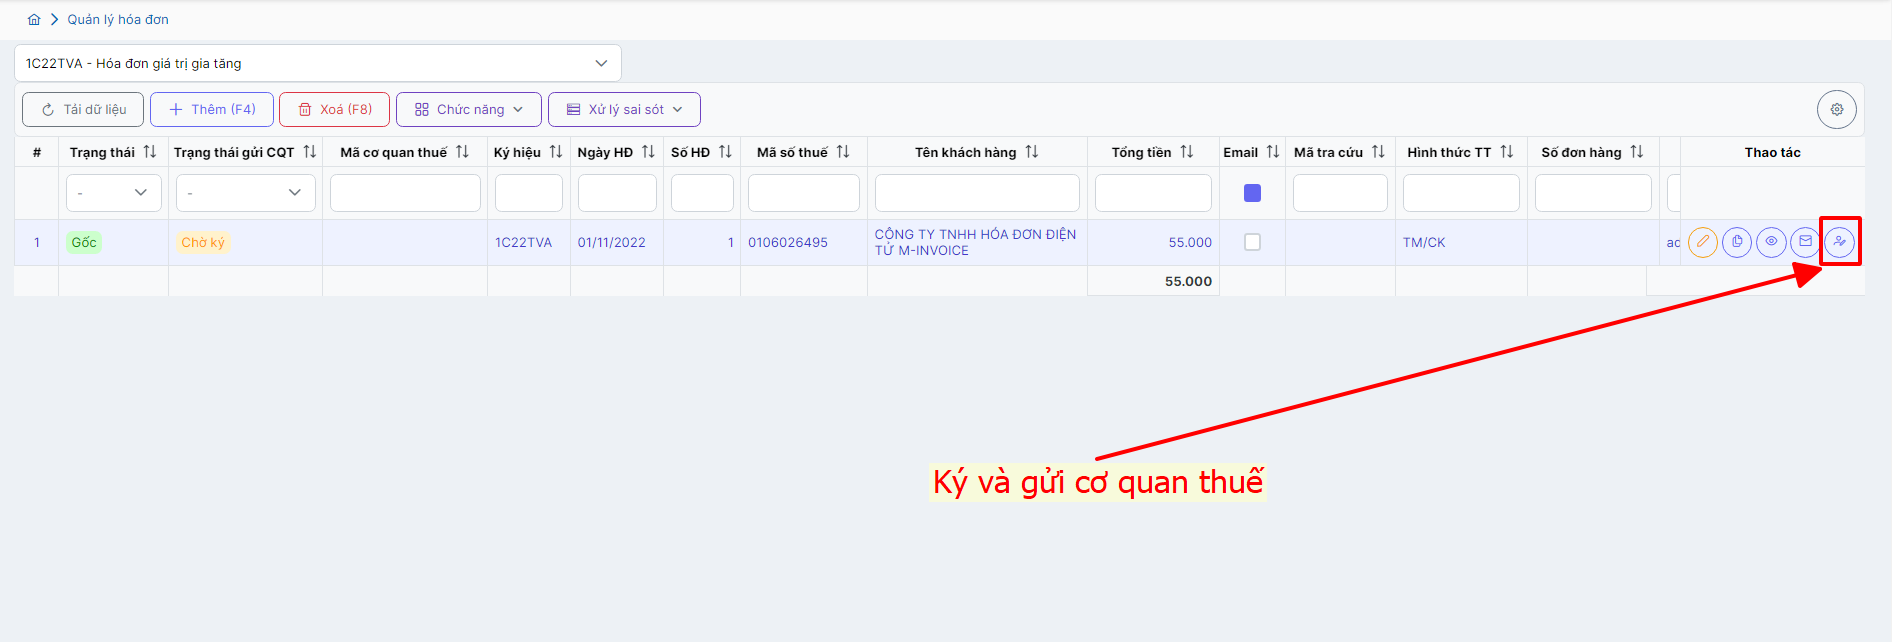 Quản lý hóa đơn
1C22TVA - Hóa đơn giá trị gia tăng
Tải dữ liệu Thêm (F4) Xoá (F8) Chức năng Xử lý sai sót
# Trạng thái Trạng thái gửi CQT Mã cơ quan thuế Ký hiệu Ngày HĐ Số HĐ Mã số thuế Tên khách hàng Tổng tiền Email Mã tra cứu Hình thức TT Số đơn hàng Thao tác
- -
1 Gốc Chờ ký 1C22TVA 01/11/2022 1 0106026495 CÔNG TY TNHH HÓA ĐƠN ĐIỆN 55.000 TM/CK
TỬ M-INVOICE
55.000
Ký và gửi cơ quan thuế